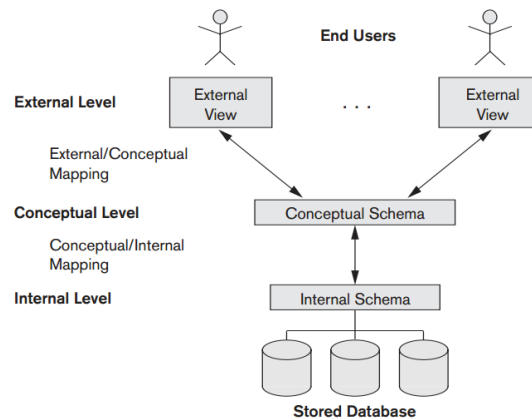 End Users
External Level
External
View
. . .
External
View
External/Conceptual
Mapping
Conceptual Level
Conceptual Schema
Conceptual/Internal
Mapping
Internal Level
Internal Schema
Stored Database